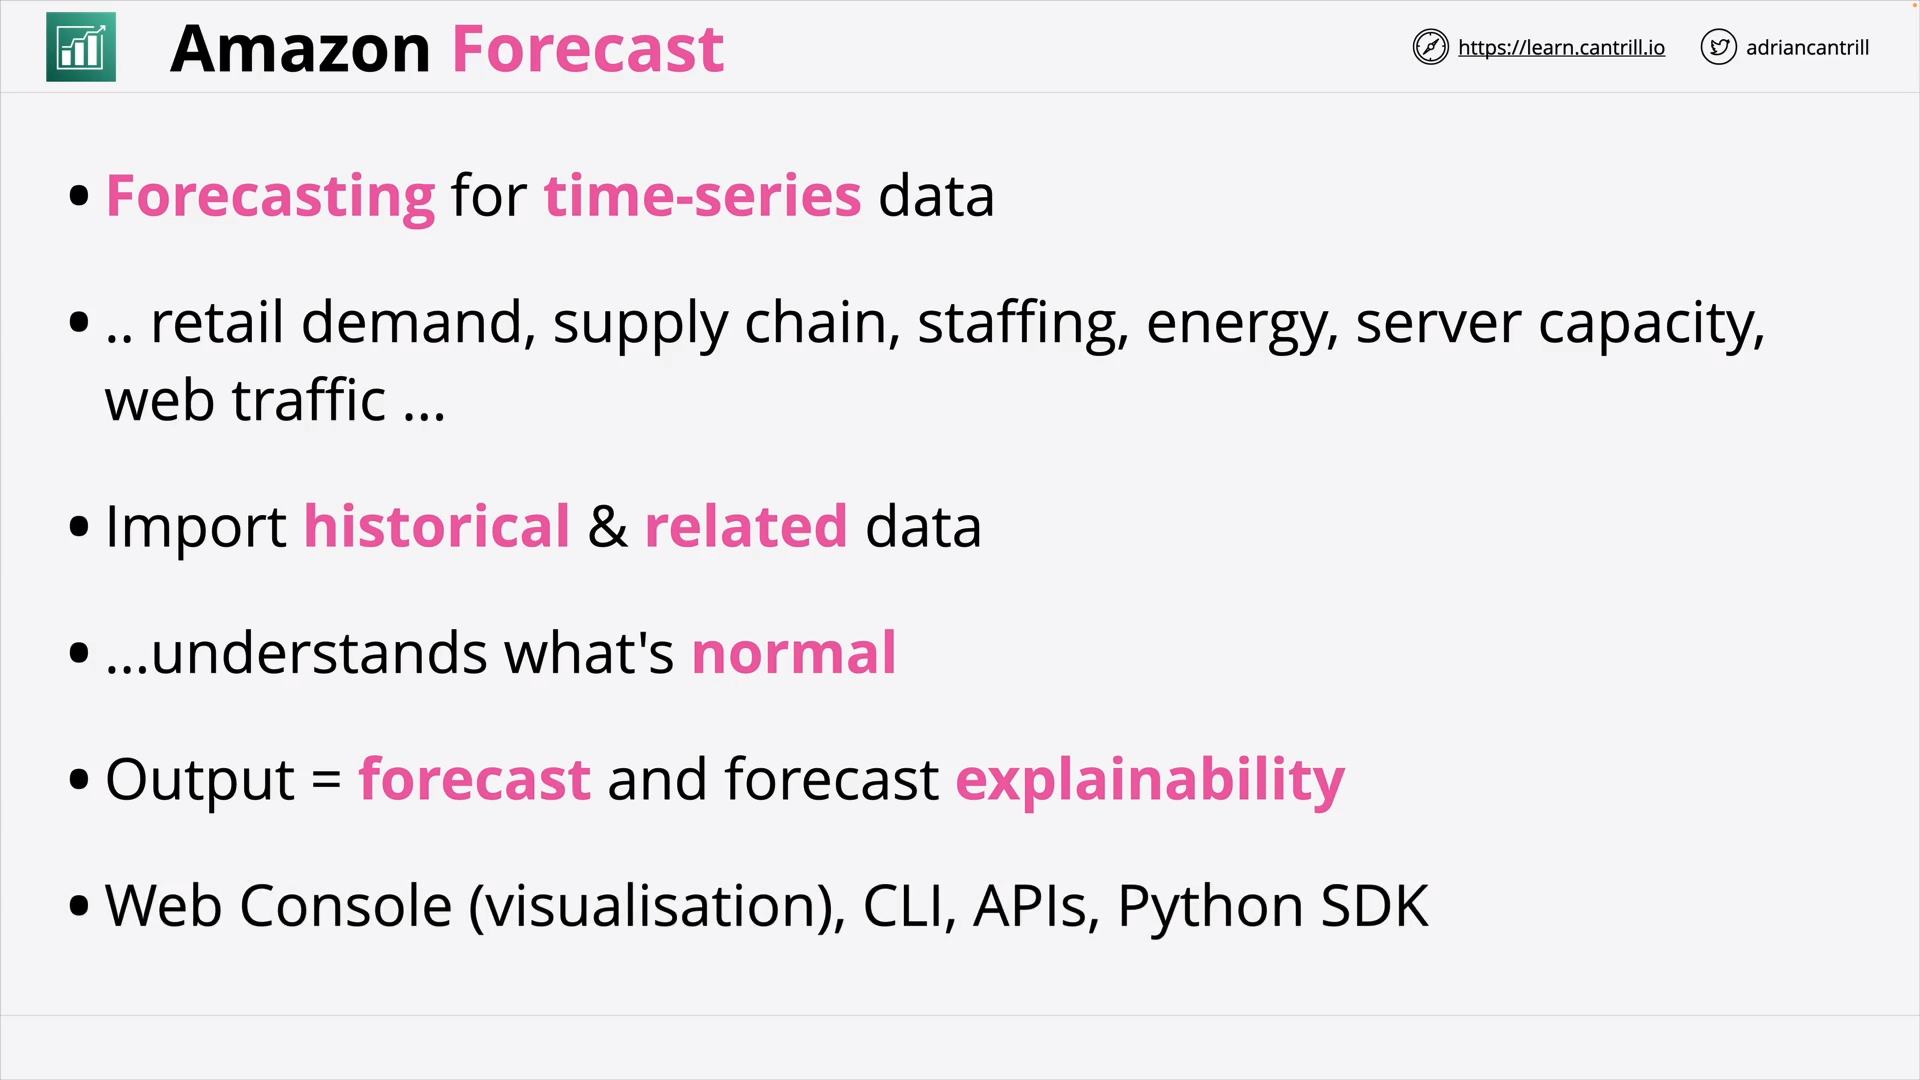 Amazon Forecast
https://learn.cantrill.io
adriancantrill
• Forecasting for time-series data
• .. retail demand, supply chain, staffing, energy, server capacity,
web traffic ...
• Import historical & related data
• ...understands what's normal
• Output = forecast and forecast explainability
• Web Console (visualisation), CLI, APIs, Python SDK